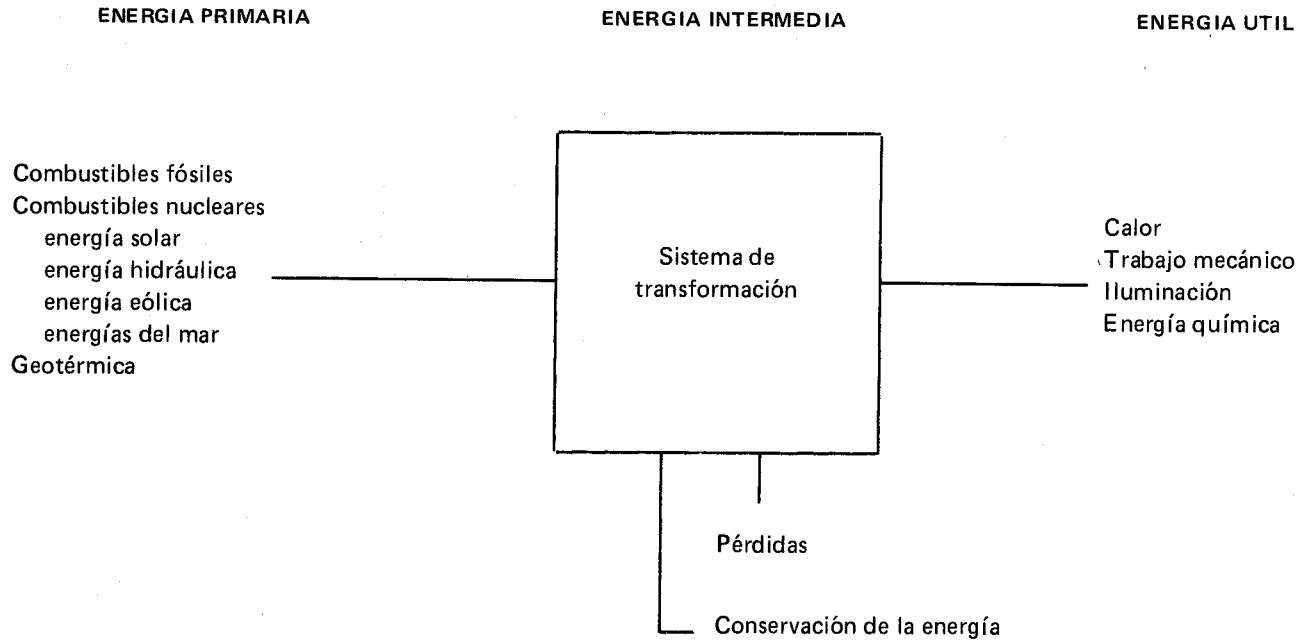 ENERGIA PRIMARIA
ENERGIA INTERMEDIA
ENERGIA UTIL
Combustibles fósiles
Combustibles nucleares
energía solar
energía hidráulica
energía eólica
energías del mar
Geotérmica
Sistema de
transformación
Calor
Trabajo mecánico
Iluminación
Energía química
Pérdidas
Conservación de la energía